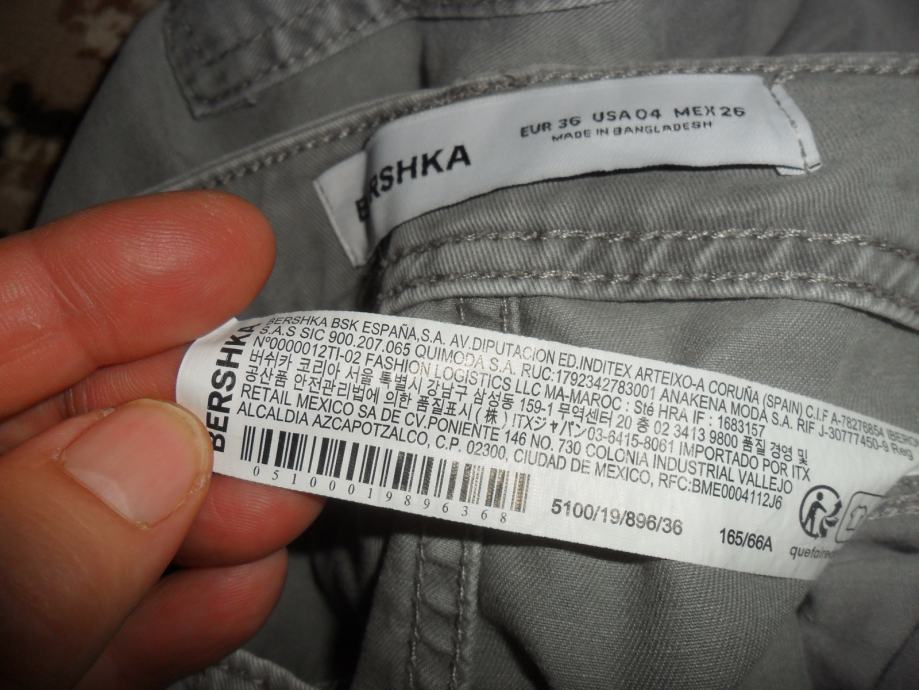 EUR 36 USA 04 MEX 26
MADE IN BANGLADESH
BERSHKA
BERSHKA
BERSHKA BSK ESPAÑA,S.A. AV.DIPUTACION ED.INDITEX ARTEIXO-A CORUÑA (SPAIN) C.I.F A-78276854
S.A.S SIC 900.207.065 QUIMODA S.A. RUC:1792342783001 ANAKENA MODA S.A. RIF J-30777450-9 Reg
Nº0000012TI-02 FASHION LOGISTICS LLC MA-MAROC : Sté HRA IF : 1683157
버쉬카 코리아 서울 특별시 강남구 삼성동 159-1 무역센터 20 층 02 3413 9800 품질 경영 및
공산품 안전관리법에 의한 품질표시 (株) ITXジャパン03-6415-8061 IMPORTADO POR ITX
RETAIL MEXICO SA DE CV,PONIENTE 146 NO. 730 COLONIA INDUSTRIAL VALLEJO
ALCALDIA AZCAPOTZALCO, C.P. 02300, CIUDAD DE MEXICO, RFC:BME0004112J6
05100019896368
5100/19/896/36
165/66A